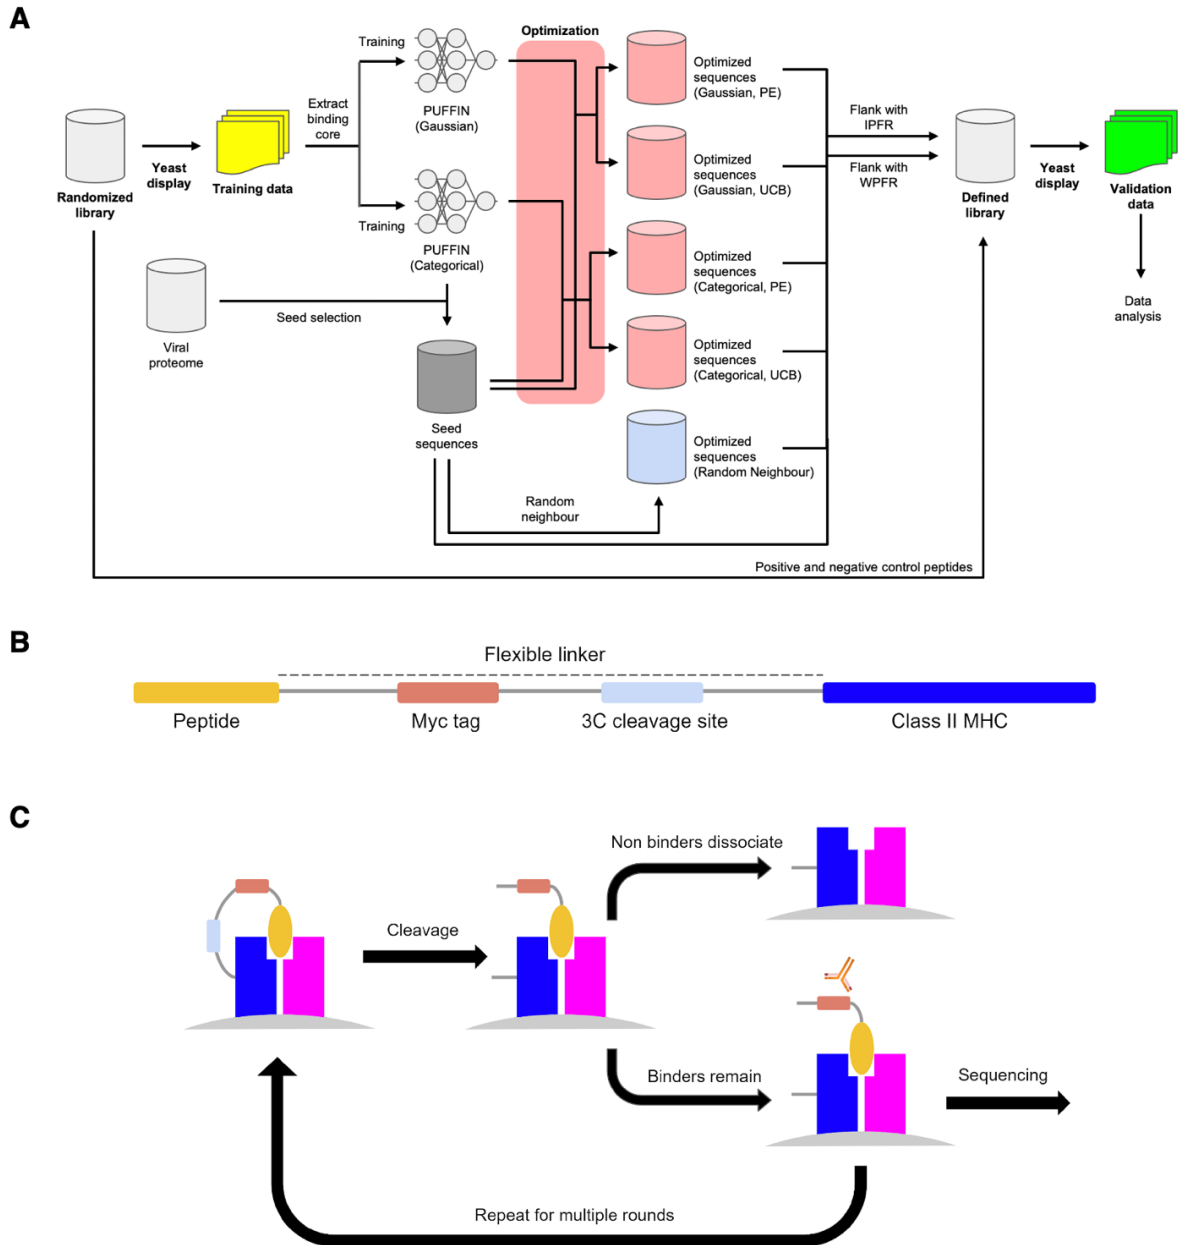 A
Randomized
library
Yeast
display
Training data
Extract
binding
core
Training
PUFFIN
(Gaussian)
Training
PUFFIN
(Categorical)
Viral
proteome
Seed selection
Seed
sequences
Optimization
Optimized
sequences
(Gaussian, PE)
Optimized
sequences
(Gaussian, UCB)
Optimized
sequences
(Categorical, PE)
Optimized
sequences
(Categorical, UCB)
Optimized
sequences
(Random Neighbour)
Random
neighbour
Flank with
IPFR
Flank with
WPFR
Defined
library
Yeast
display
Validation
data
Data
analysis
Positive and negative control peptides
B
Flexible linker
Peptide
Myc tag
3C cleavage site
Class II MHC
C
Cleavage
Non binders dissociate
Binders remain
Sequencing
Repeat for multiple rounds